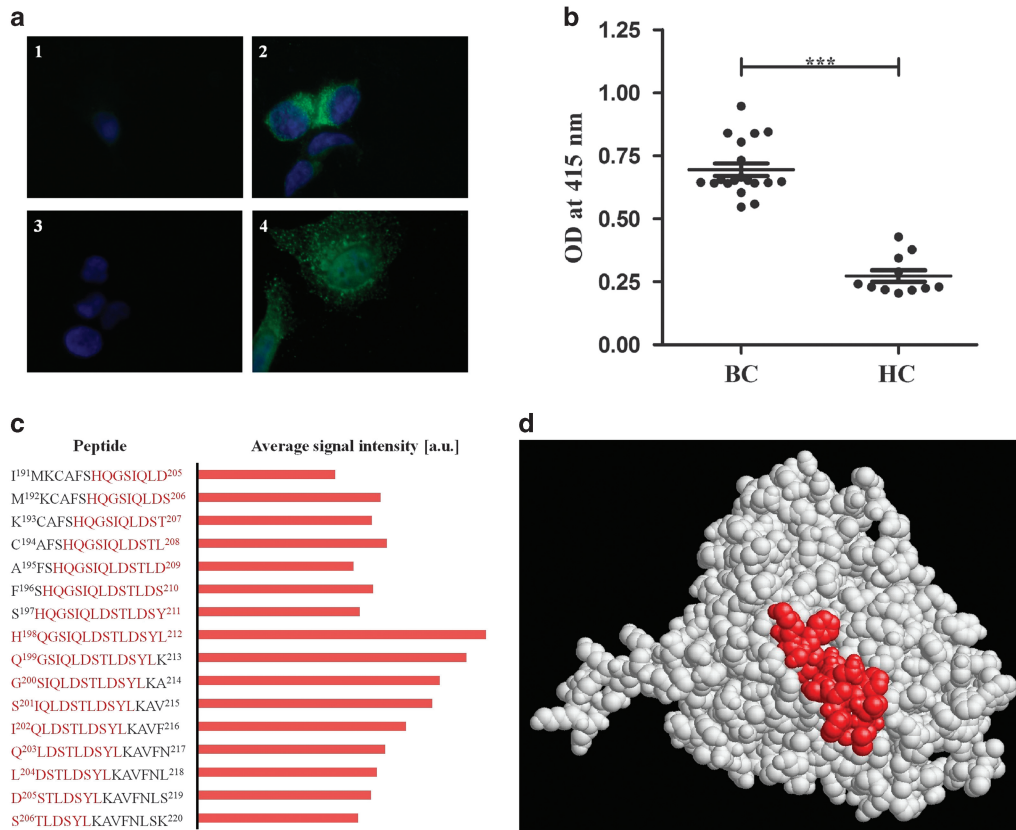 a
1
2
3
4
b
1.25
1.00
0.75
0.50
0.25
0.00
OD at 415 nm
***
BC
HC
c
Peptide
Average signal intensity [a.u.]
I¹⁹¹MKCAFSHQGSIQLD²⁰⁵
M¹⁹²KCAFSHQGSIQLDS²⁰⁶
K¹⁹³CAFSHQGSIQLDST²⁰⁷
C¹⁹⁴AFSHQGSIQLDSTL²⁰⁸
A¹⁹⁵FSHQGSIQLDSTLD²⁰⁹
F¹⁹⁶SHQGSIQLDSTLDS²¹⁰
S¹⁹⁷HQGSIQLDSTLDSY²¹¹
H¹⁹⁸QGSIQLDSTLDSYL²¹²
Q¹⁹⁹GSIQLDSTLDSYLK²¹³
G²⁰⁰SIQLDSTLDSYLKA²¹⁴
S²⁰¹IQLDSTLDSYLKAV²¹⁵
I²⁰²QLDSTLDSYLKAVF²¹⁶
Q²⁰³LDSTLDSYLKAVFN²¹⁷
L²⁰⁴DSTLDSYLKAVFNL²¹⁸
D²⁰⁵STLDSYLKAVFNLS²¹⁹
S²⁰⁶TLDSYLKAVFNLSK²²⁰
d